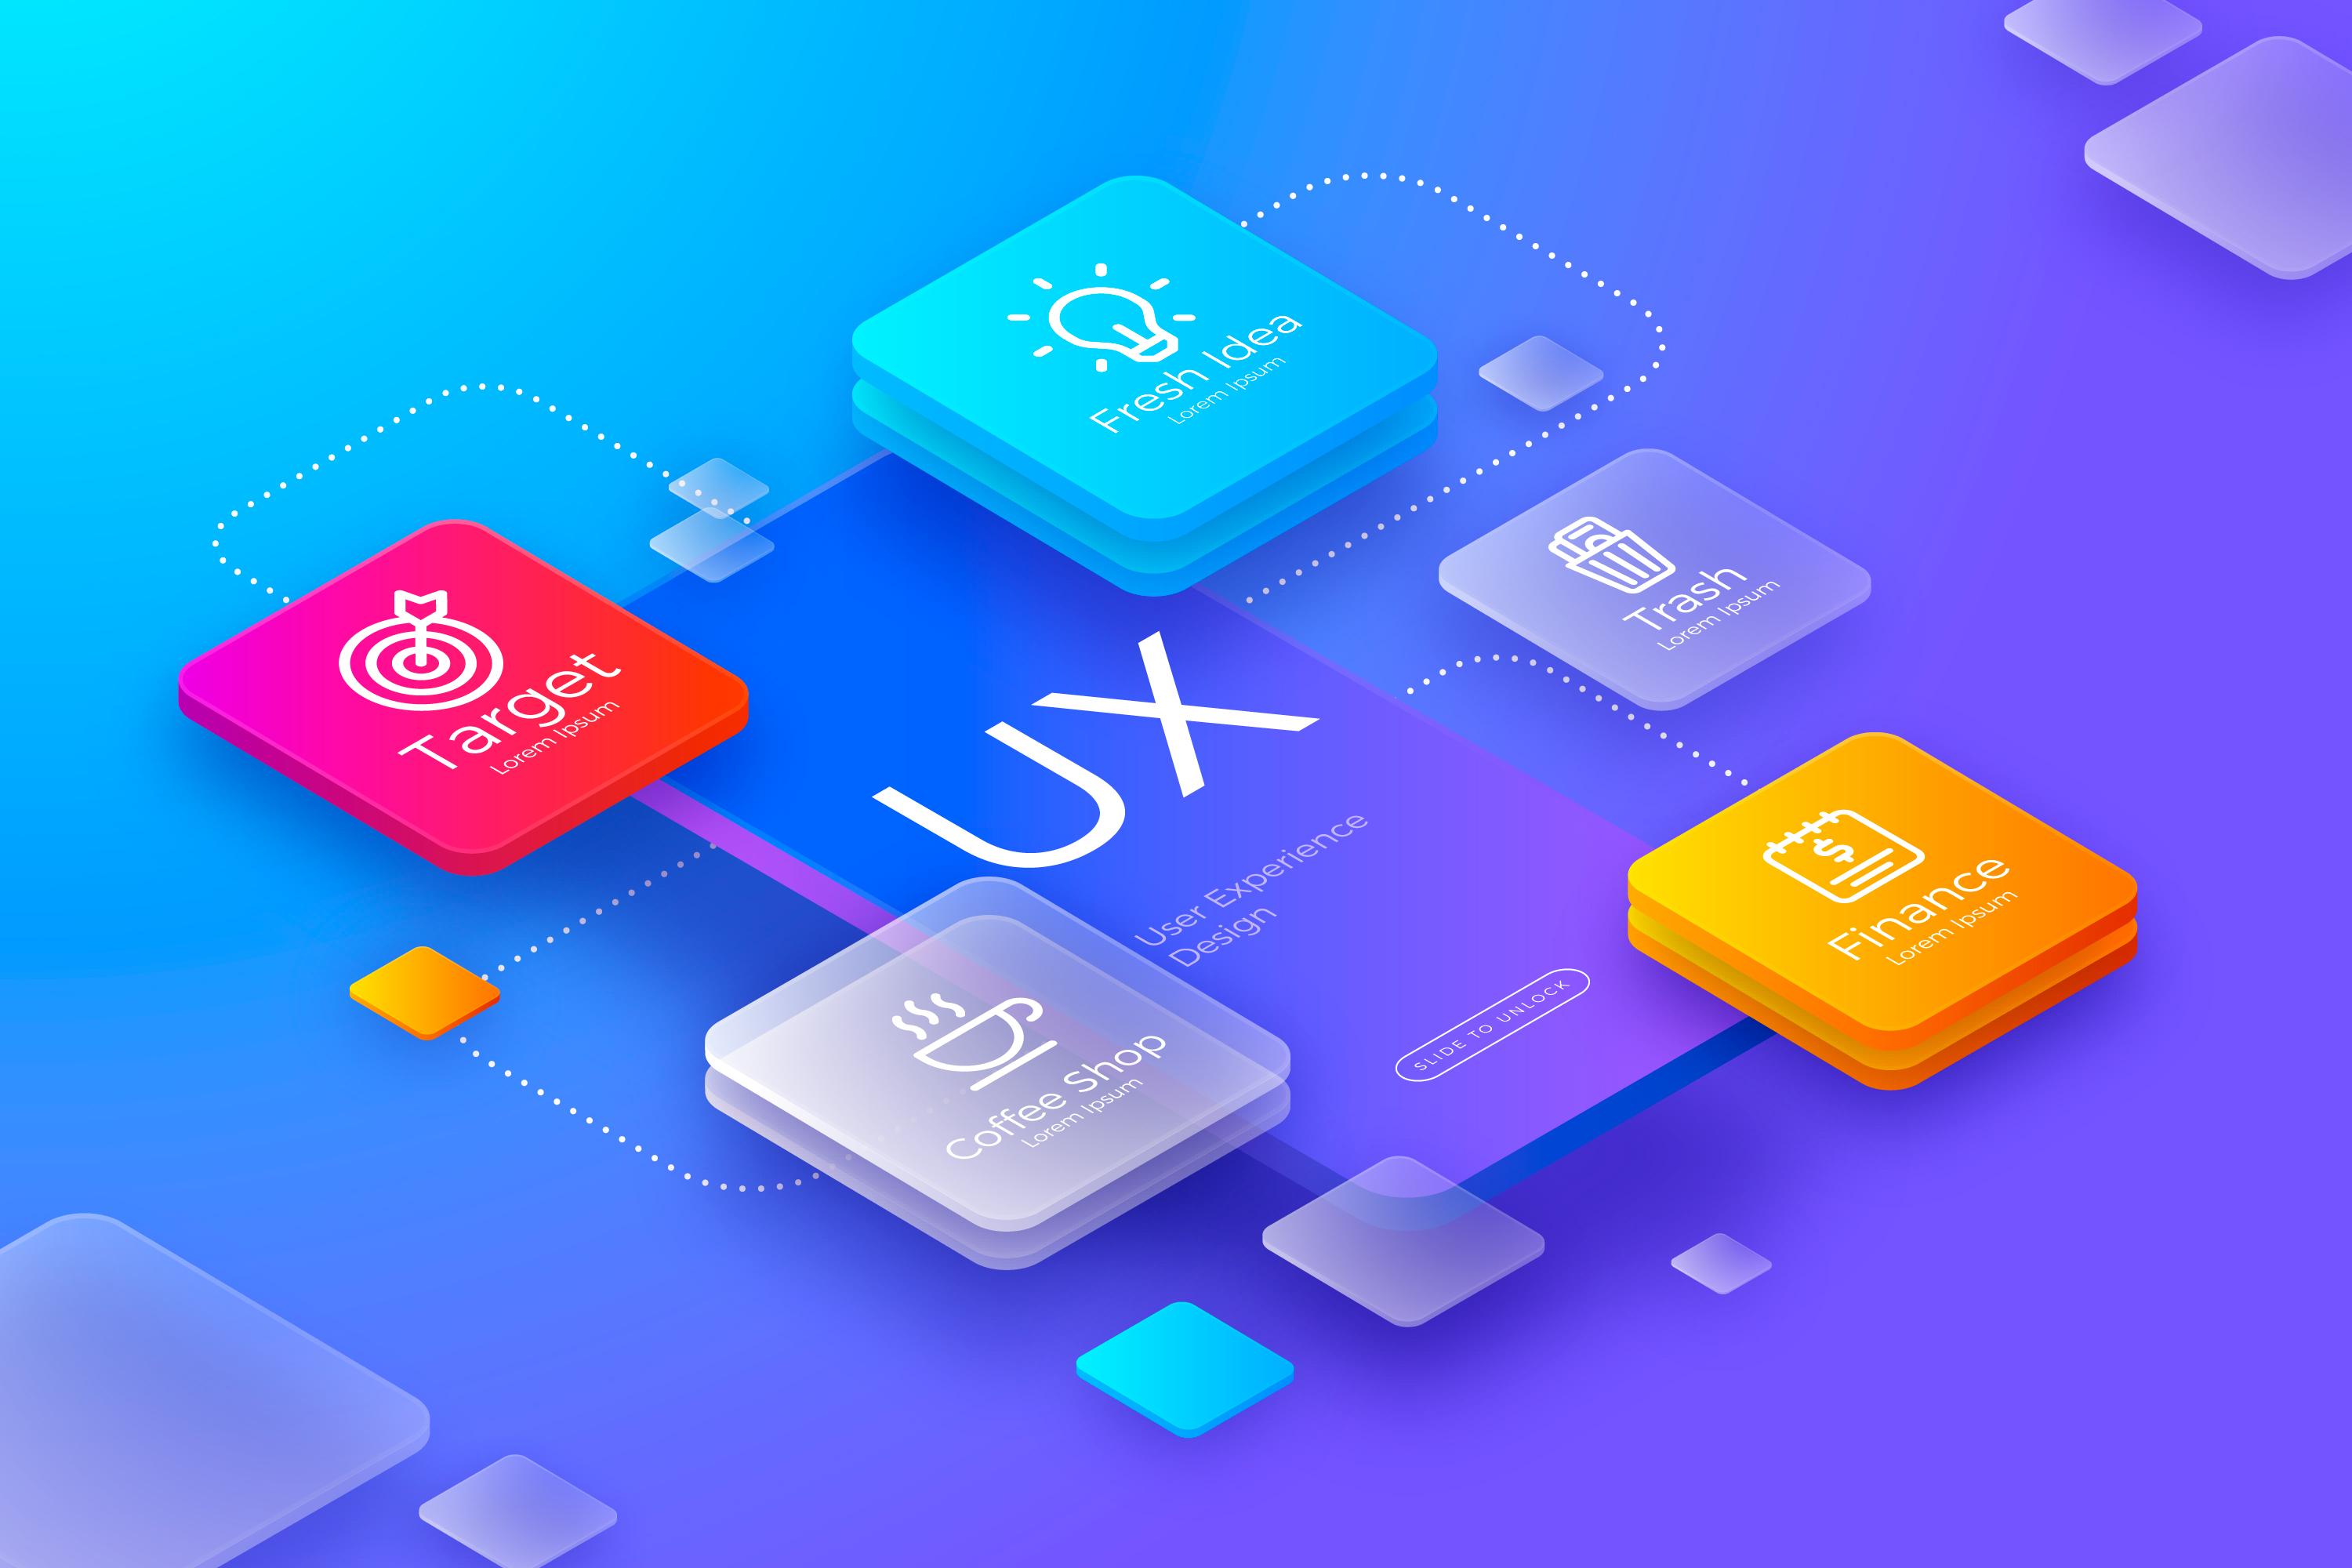 Fresh Idea
Lorem Ipsum
Trash
Lorem Ipsum
Target
Lorem Ipsum
UX
User Experience
Design
SLIDE TO UNLOCK
Finance
Lorem Ipsum
Coffee shop
Lorem Ipsum
$